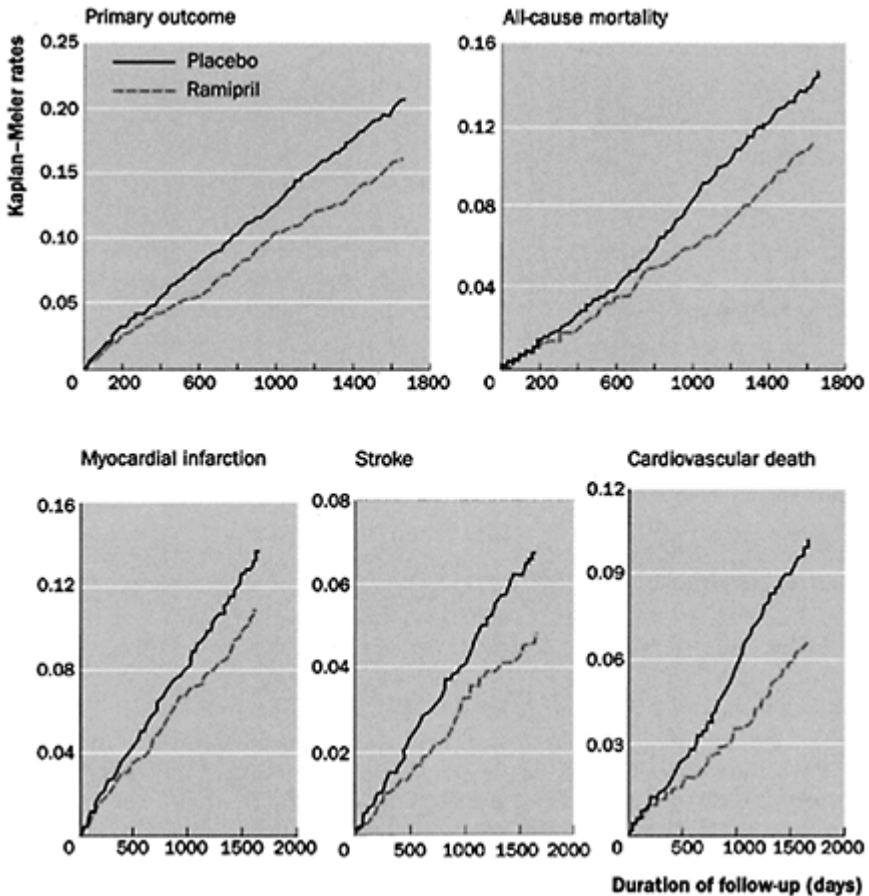 Primary outcome
Kaplan–Meier rates
0.25
0.20
0.15
0.10
0.05
0 200 600 1000 1400 1800
Placebo
Ramipril
All-cause mortality
0.16
0.12
0.08
0.04
0 200 600 1000 1400 1800
Myocardial infarction
0.16
0.12
0.08
0.04
0 500 1000 1500 2000
Stroke
0.08
0.06
0.04
0.02
0 500 1000 1500 2000
Cardiovascular death
0.12
0.09
0.06
0.03
0 500 1000 1500 2000
Duration of follow-up (days)